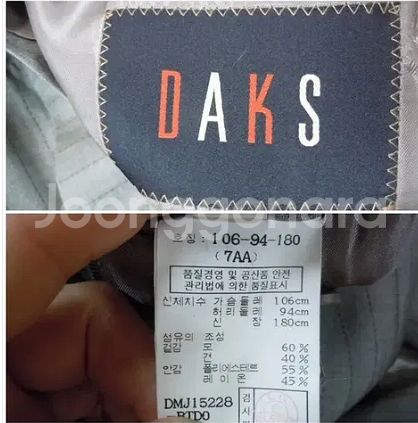 DAKS
Joonggonara
호칭 : 106-94-180
(7AA)
품질경영 및 공산품 안전
관리법에 의한 품질표시
신체치수 가슴둘레 106cm
허리둘레 94cm
신 장 180cm
섬유의 조성
겉감 모 60%
견 40%
안감 폴리에스테르 55%
레이온 45%
DMJ15228
-BTD0
검
사